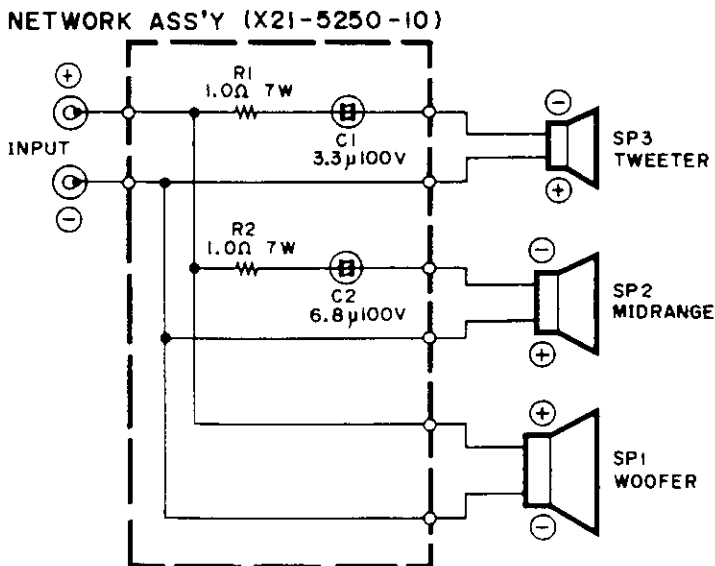 NETWORK ASS'Y (X21-5250-10)
⊕
R1
1.0Ω 7W
C1
3.3μ100V
INPUT
⊖
⊖
SP3
TWEETER
⊕
R2
1.0Ω 7W
C2
6.8μ100V
⊖
SP2
MIDRANGE
⊕
⊕
SP1
WOOFER
⊖